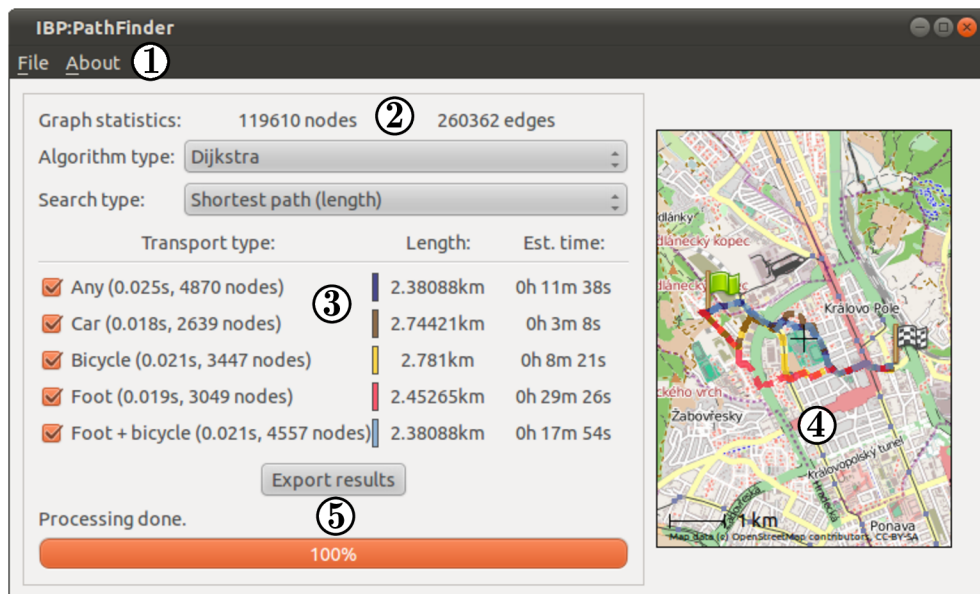 IBP:PathFinder
File About ①
Graph statistics: 119610 nodes ② 260362 edges
Algorithm type: Dijkstra
Search type: Shortest path (length)
Transport type: Length: Est. time:
Any (0.025s, 4870 nodes) 2.38088km 0h 11m 38s
③
Car (0.018s, 2639 nodes) 2.74421km 0h 3m 8s
Bicycle (0.021s, 3447 nodes) 2.781km 0h 8m 21s
Foot (0.019s, 3049 nodes) 2.45265km 0h 29m 26s
Foot + bicycle (0.021s, 4557 nodes) 2.38088km 0h 17m 54s
Export results
⑤
Processing done.
100%
dlánky
dlánecký kopec
Královo Pole
ckého vrch
Žabovřesky
④
Královopolský tunel
Žabovřeská
Hradecká
1 km
Ponava
Map data (c) OpenStreetMap contributors, CC-BY-SA